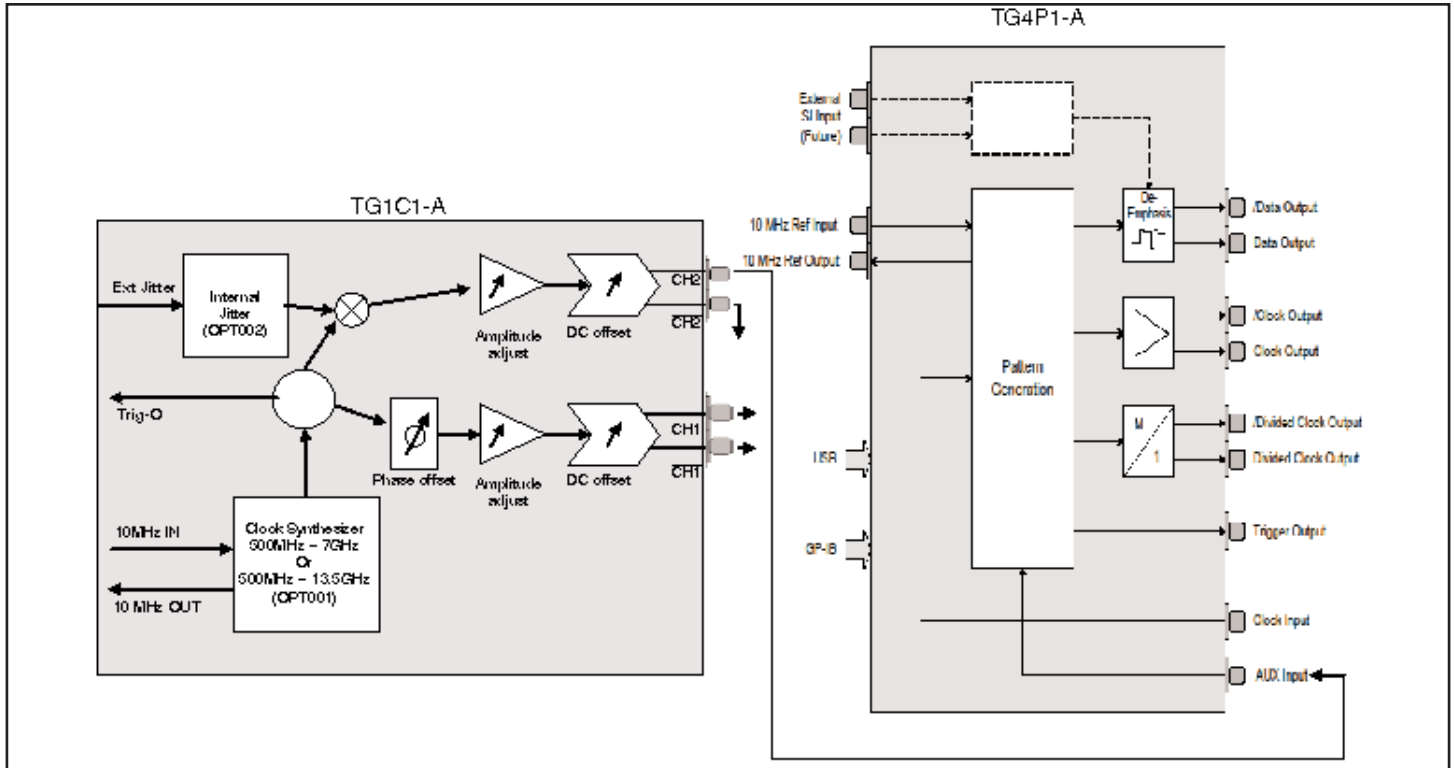 TG4P1-A
External
SI Input
(Future)
10 MHz Ref Input
10 MHz Ref Output
USB
GP-IB
De-
Emphasis
Pattern
Generation
M
1
/Data Output
Data Output
/Clock Output
Clock Output
/Divided Clock Output
Divided Clock Output
Trigger Output
Clock Input
AUX Input
TG1C1-A
Ext Jitter
Internal
Jitter
(OPT002)
Trig-O
10MHz IN
10 MHz OUT
Clock Synthesizer
500MHz – 7GHz
Or
500MHz – 13.5GHz
(OPT001)
Phase offset
Amplitude
adjust
DC offset
CH2
CH2
Amplitude
adjust
DC offset
CH1
CH1